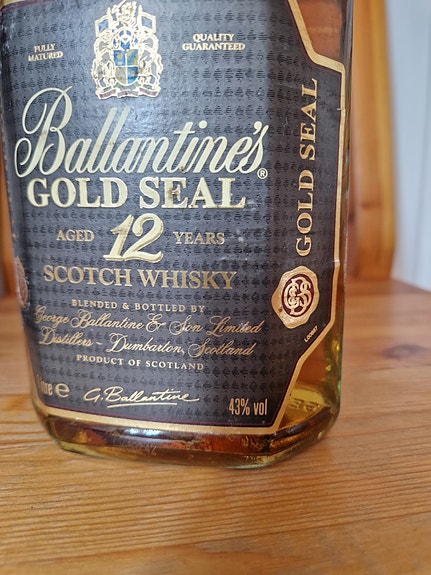 FULLY
MATURED
QUALITY
GUARANTEED
Ballantine's®
GOLD SEAL
AGED 12 YEARS
SCOTCH WHISKY
BLENDED & BOTTLED BY
George Ballantine & Son Limited
Distillers - Dumbarton, Scotland
PRODUCT OF SCOTLAND
G. Ballantine
43% vol
GOLD SEAL